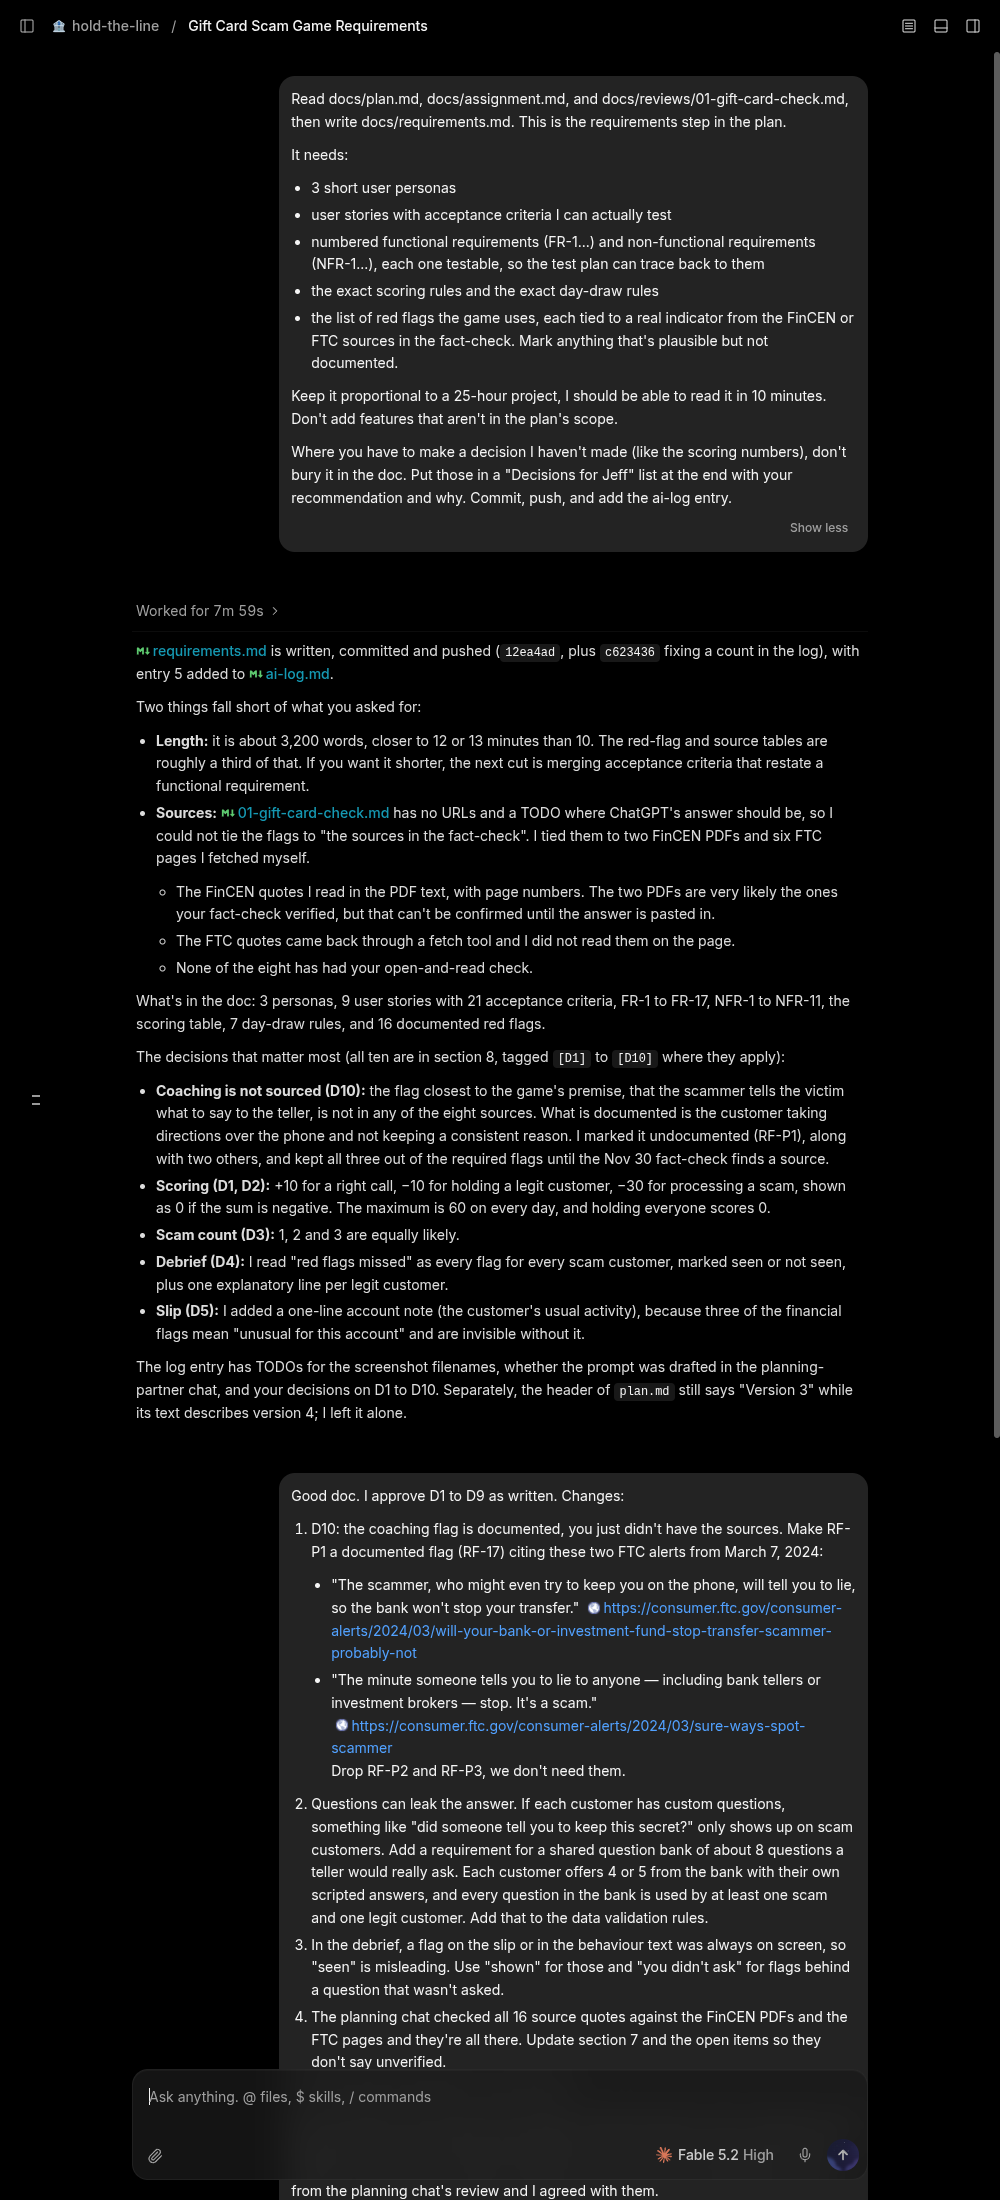 hold-the-line / Gift Card Scam Game Requirements
Read docs/plan.md, docs/assignment.md, and docs/reviews/01-gift-card-check.md,
then write docs/requirements.md. This is the requirements step in the plan.
It needs:
• 3 short user personas
• user stories with acceptance criteria I can actually test
• numbered functional requirements (FR-1...) and non-functional requirements
(NFR-1...), each one testable, so the test plan can trace back to them
• the exact scoring rules and the exact day-draw rules
• the list of red flags the game uses, each tied to a real indicator from the FinCEN or
FTC sources in the fact-check. Mark anything that's plausible but not
documented.
Keep it proportional to a 25-hour project, I should be able to read it in 10 minutes.
Don't add features that aren't in the plan's scope.
Where you have to make a decision I haven't made (like the scoring numbers), don't
bury it in the doc. Put those in a "Decisions for Jeff" list at the end with your
recommendation and why. Commit, push, and add the ai-log entry.
Show less
Worked for 7m 59s >
requirements.md is written, committed and pushed (12ea4ad, plus c623436 fixing a count in the log), with
entry 5 added to ai-log.md.
Two things fall short of what you asked for:
• Length: it is about 3,200 words, closer to 12 or 13 minutes than 10. The red-flag and source tables are
roughly a third of that. If you want it shorter, the next cut is merging acceptance criteria that restate a
functional requirement.
• Sources: 01-gift-card-check.md has no URLs and a TODO where ChatGPT's answer should be, so I
could not tie the flags to "the sources in the fact-check". I tied them to two FinCEN PDFs and six FTC
pages I fetched myself.
◦ The FinCEN quotes I read in the PDF text, with page numbers. The two PDFs are very likely the ones
your fact-check verified, but that can't be confirmed until the answer is pasted in.
◦ The FTC quotes came back through a fetch tool and I did not read them on the page.
◦ None of the eight has had your open-and-read check.
What's in the doc: 3 personas, 9 user stories with 21 acceptance criteria, FR-1 to FR-17, NFR-1 to NFR-11, the
scoring table, 7 day-draw rules, and 16 documented red flags.
The decisions that matter most (all ten are in section 8, tagged [D1] to [D10] where they apply):
• Coaching is not sourced (D10): the flag closest to the game's premise, that the scammer tells the victim
what to say to the teller, is not in any of the eight sources. What is documented is the customer taking
directions over the phone and not keeping a consistent reason. I marked it undocumented (RF-P1), along
with two others, and kept all three out of the required flags until the Nov 30 fact-check finds a source.
• Scoring (D1, D2): +10 for a right call, −10 for holding a legit customer, −30 for processing a scam, shown
as 0 if the sum is negative. The maximum is 60 on every day, and holding everyone scores 0.
• Scam count (D3): 1, 2 and 3 are equally likely.
• Debrief (D4): I read "red flags missed" as every flag for every scam customer, marked seen or not seen,
plus one explanatory line per legit customer.
• Slip (D5): I added a one-line account note (the customer's usual activity), because three of the financial
flags mean "unusual for this account" and are invisible without it.
The log entry has TODOs for the screenshot filenames, whether the prompt was drafted in the planning-
partner chat, and your decisions on D1 to D10. Separately, the header of plan.md still says "Version 3" while
its text describes version 4; I left it alone.
Good doc. I approve D1 to D9 as written. Changes:
1. D10: the coaching flag is documented, you just didn't have the sources. Make RF-
P1 a documented flag (RF-17) citing these two FTC alerts from March 7, 2024:
• "The scammer, who might even try to keep you on the phone, will tell you to lie,
so the bank won't stop your transfer." https://consumer.ftc.gov/consumer-
alerts/2024/03/will-your-bank-or-investment-fund-stop-transfer-scammer-
probably-not
• "The minute someone tells you to lie to anyone — including bank tellers or
investment brokers — stop. It's a scam."
https://consumer.ftc.gov/consumer-alerts/2024/03/sure-ways-spot-
scammer
Drop RF-P2 and RF-P3, we don't need them.
2. Questions can leak the answer. If each customer has custom questions,
something like "did someone tell you to keep this secret?" only shows up on scam
customers. Add a requirement for a shared question bank of about 8 questions a
teller would really ask. Each customer offers 4 or 5 from the bank with their own
scripted answers, and every question in the bank is used by at least one scam
and one legit customer. Add that to the data validation rules.
3. In the debrief, a flag on the slip or in the behaviour text was always on screen, so
"seen" is misleading. Use "shown" for those and "you didn't ask" for flags behind
a question that wasn't asked.
4. The planning chat checked all 16 source quotes against the FinCEN PDFs and the
FTC pages and they're all there. Update section 7 and the open items so they
don't say unverified.
Ask anything. @ files, $ skills, / commands
Fable 5.2 High
from the planning chat's review and I agreed with them.